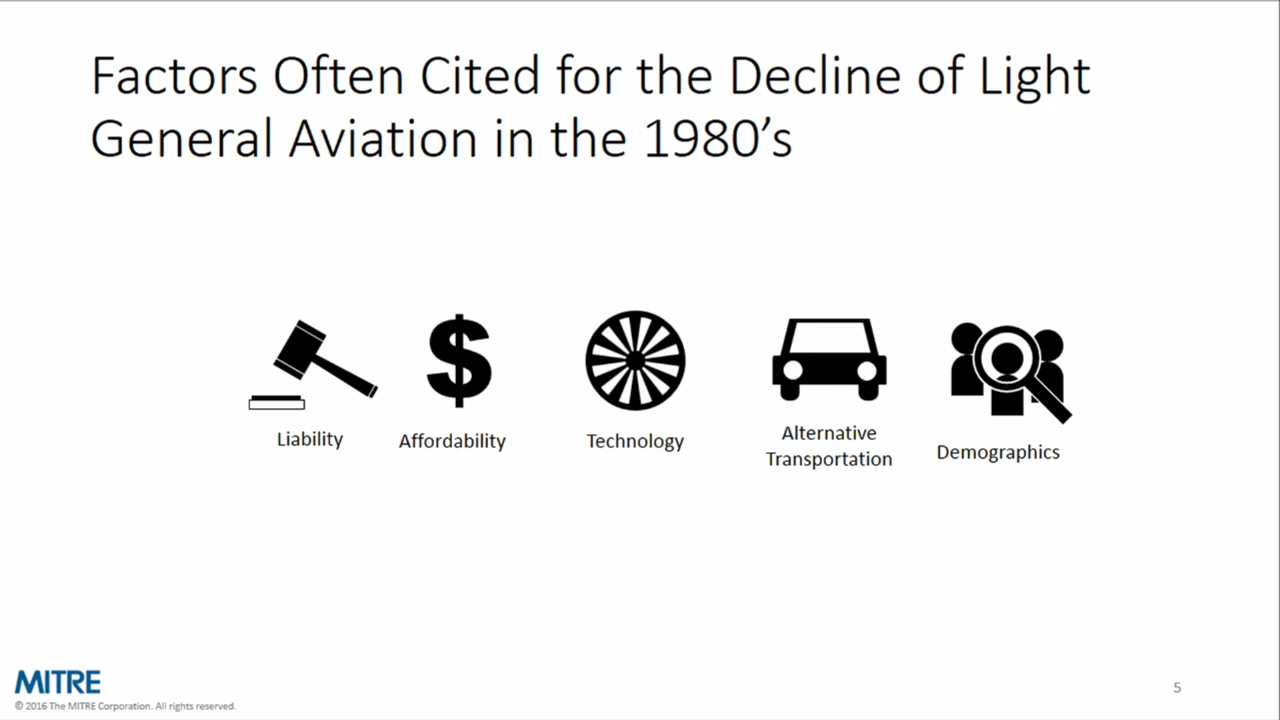 Factors Often Cited for the Decline of Light
General Aviation in the 1980’s
$
Liability
Affordability
Technology
Alternative
Transportation
Demographics
MITRE
© 2016 The MITRE Corporation. All rights reserved.
5